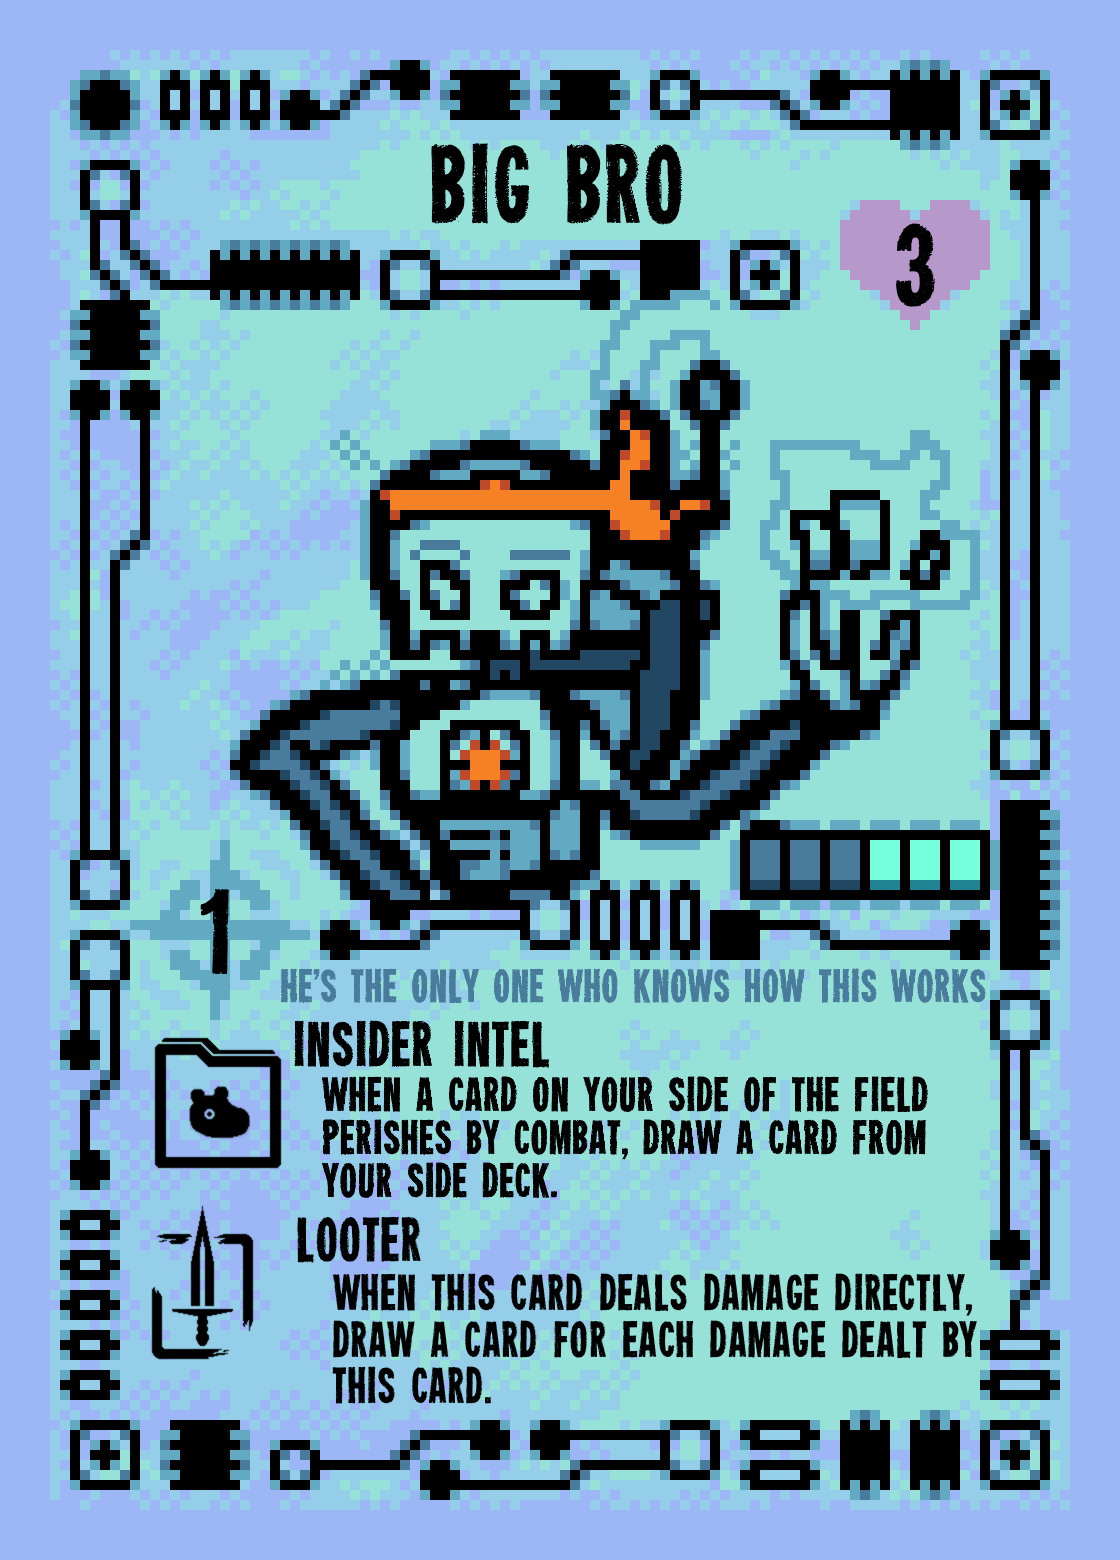 BIG BRO
3
1
HE'S THE ONLY ONE WHO KNOWS HOW THIS WORKS
INSIDER INTEL
WHEN A CARD ON YOUR SIDE OF THE FIELD
PERISHES BY COMBAT, DRAW A CARD FROM
YOUR SIDE DECK.
LOOTER
WHEN THIS CARD DEALS DAMAGE DIRECTLY,
DRAW A CARD FOR EACH DAMAGE DEALT BY
THIS CARD.